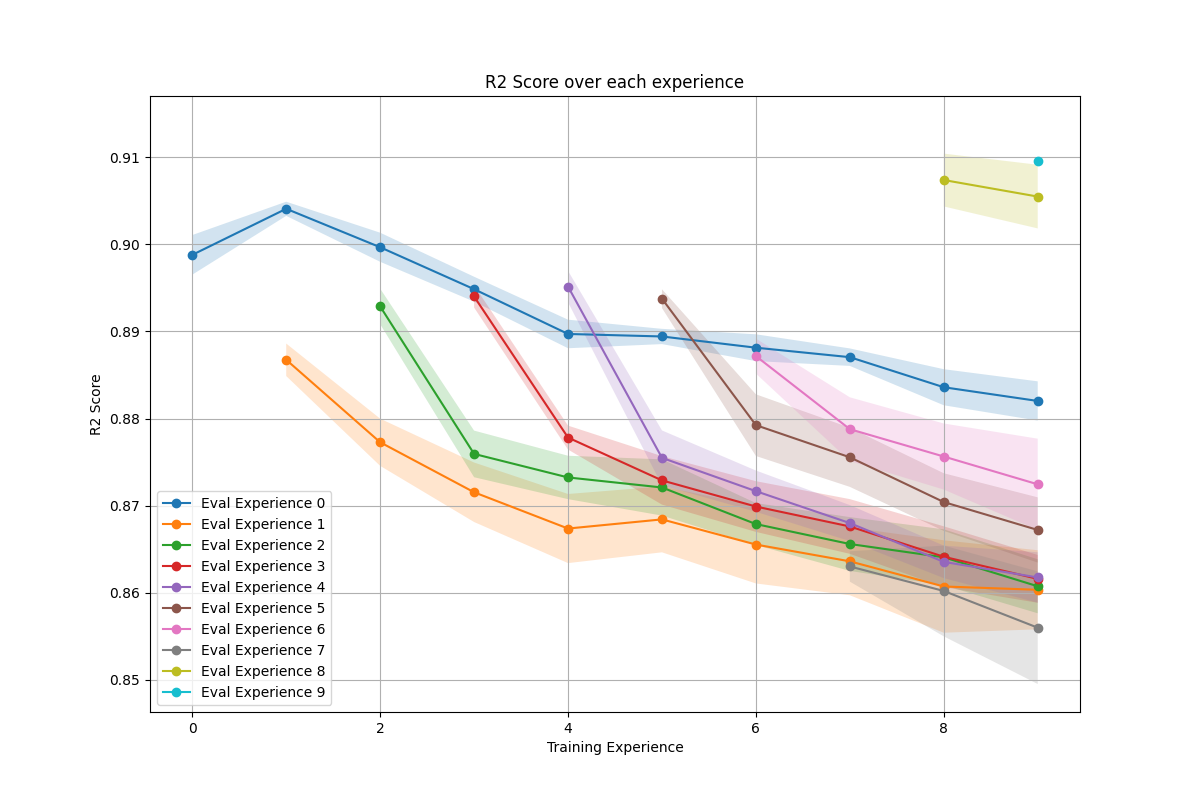 R2 Score over each experience
R2 Score
0.91
0.90
0.89
0.88
0.87
0.86
0.85
Eval Experience 0
Eval Experience 1
Eval Experience 2
Eval Experience 3
Eval Experience 4
Eval Experience 5
Eval Experience 6
Eval Experience 7
Eval Experience 8
Eval Experience 9
0 2 4 6 8
Training Experience